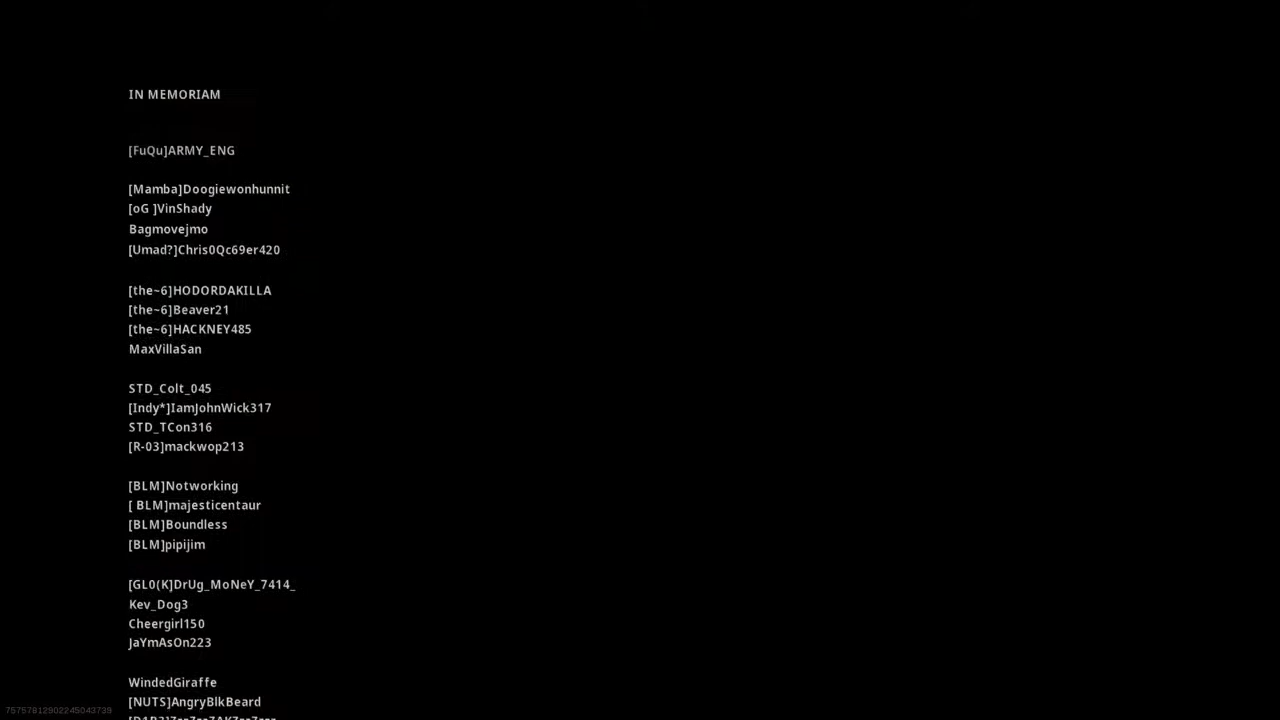 IN MEMORIAM
[FuQu]ARMY_ENG
[Mamba]Doogiewonhunnit
[oG ]VinShady
Bagmovejmo
[Umad?]Chris0Qc69er420
[the~6]HODORDAKILLA
[the~6]Beaver21
[the~6]HACKNEY485
MaxVillaSan
STD_Colt_045
[Indy*]IamJohnWick317
STD_TCon316
[R-03]mackwop213
[BLM]Notworking
[ BLM]majesticentaur
[BLM]Boundless
[BLM]pipijim
[GL0(K]DrUg_MoNeY_7414_
Kev_Dog3
Cheergirl150
JaYmAsOn223
WindedGiraffe
[NUTS]AngryBlkBeard
75757812902245043739